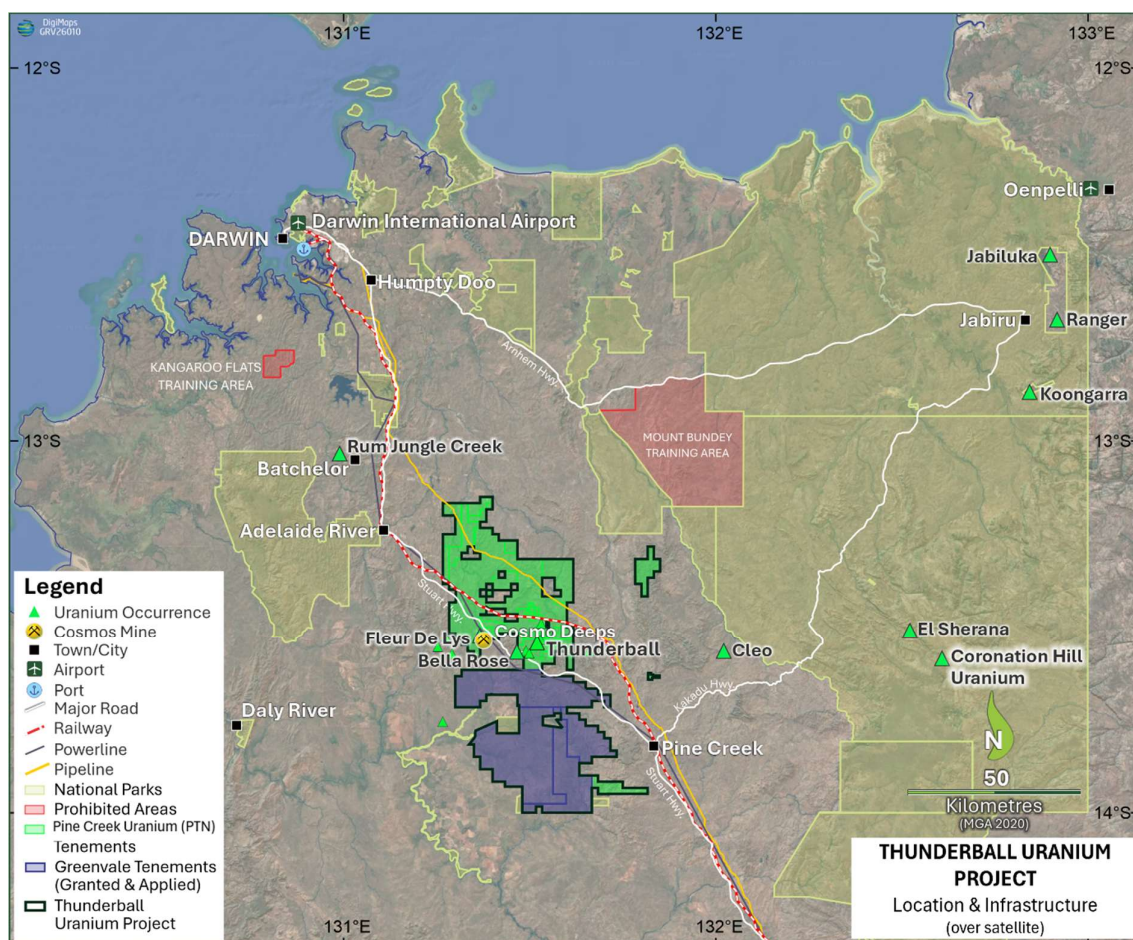 DigiMaps
GRV26010
131°E
132°E
133°E
12°S
12°S
Oenpelli
Darwin International Airport
DARWIN
Humpty Doo
Jabiluka
Jabiru
Ranger
Arnhem Hwy.
KANGAROO FLATS
TRAINING AREA
Koongarra
MOUNT BUNDEY
TRAINING AREA
13°S
13°S
Rum Jungle Creek
Batchelor
Adelaide River
Stuart Hwy.
Fleur De Lys
Cosmo Deeps
Thunderball
Bella Rose
Cleo
El Sherana
Coronation Hill
Uranium
Kakadu Hwy.
Daly River
Pine Creek
Stuart Hwy.
N
50
Kilometres
(MGA 2020)
14°S
131°E
132°E
Legend
Uranium Occurrence
Cosmos Mine
Town/City
Airport
Port
Major Road
Railway
Powerline
Pipeline
National Parks
Prohibited Areas
Pine Creek Uranium (PTN)
Tenements
Greenvale Tenements
(Granted & Applied)
Thunderball
Uranium Project
THUNDERBALL URANIUM
PROJECT
Location & Infrastructure
(over satellite)